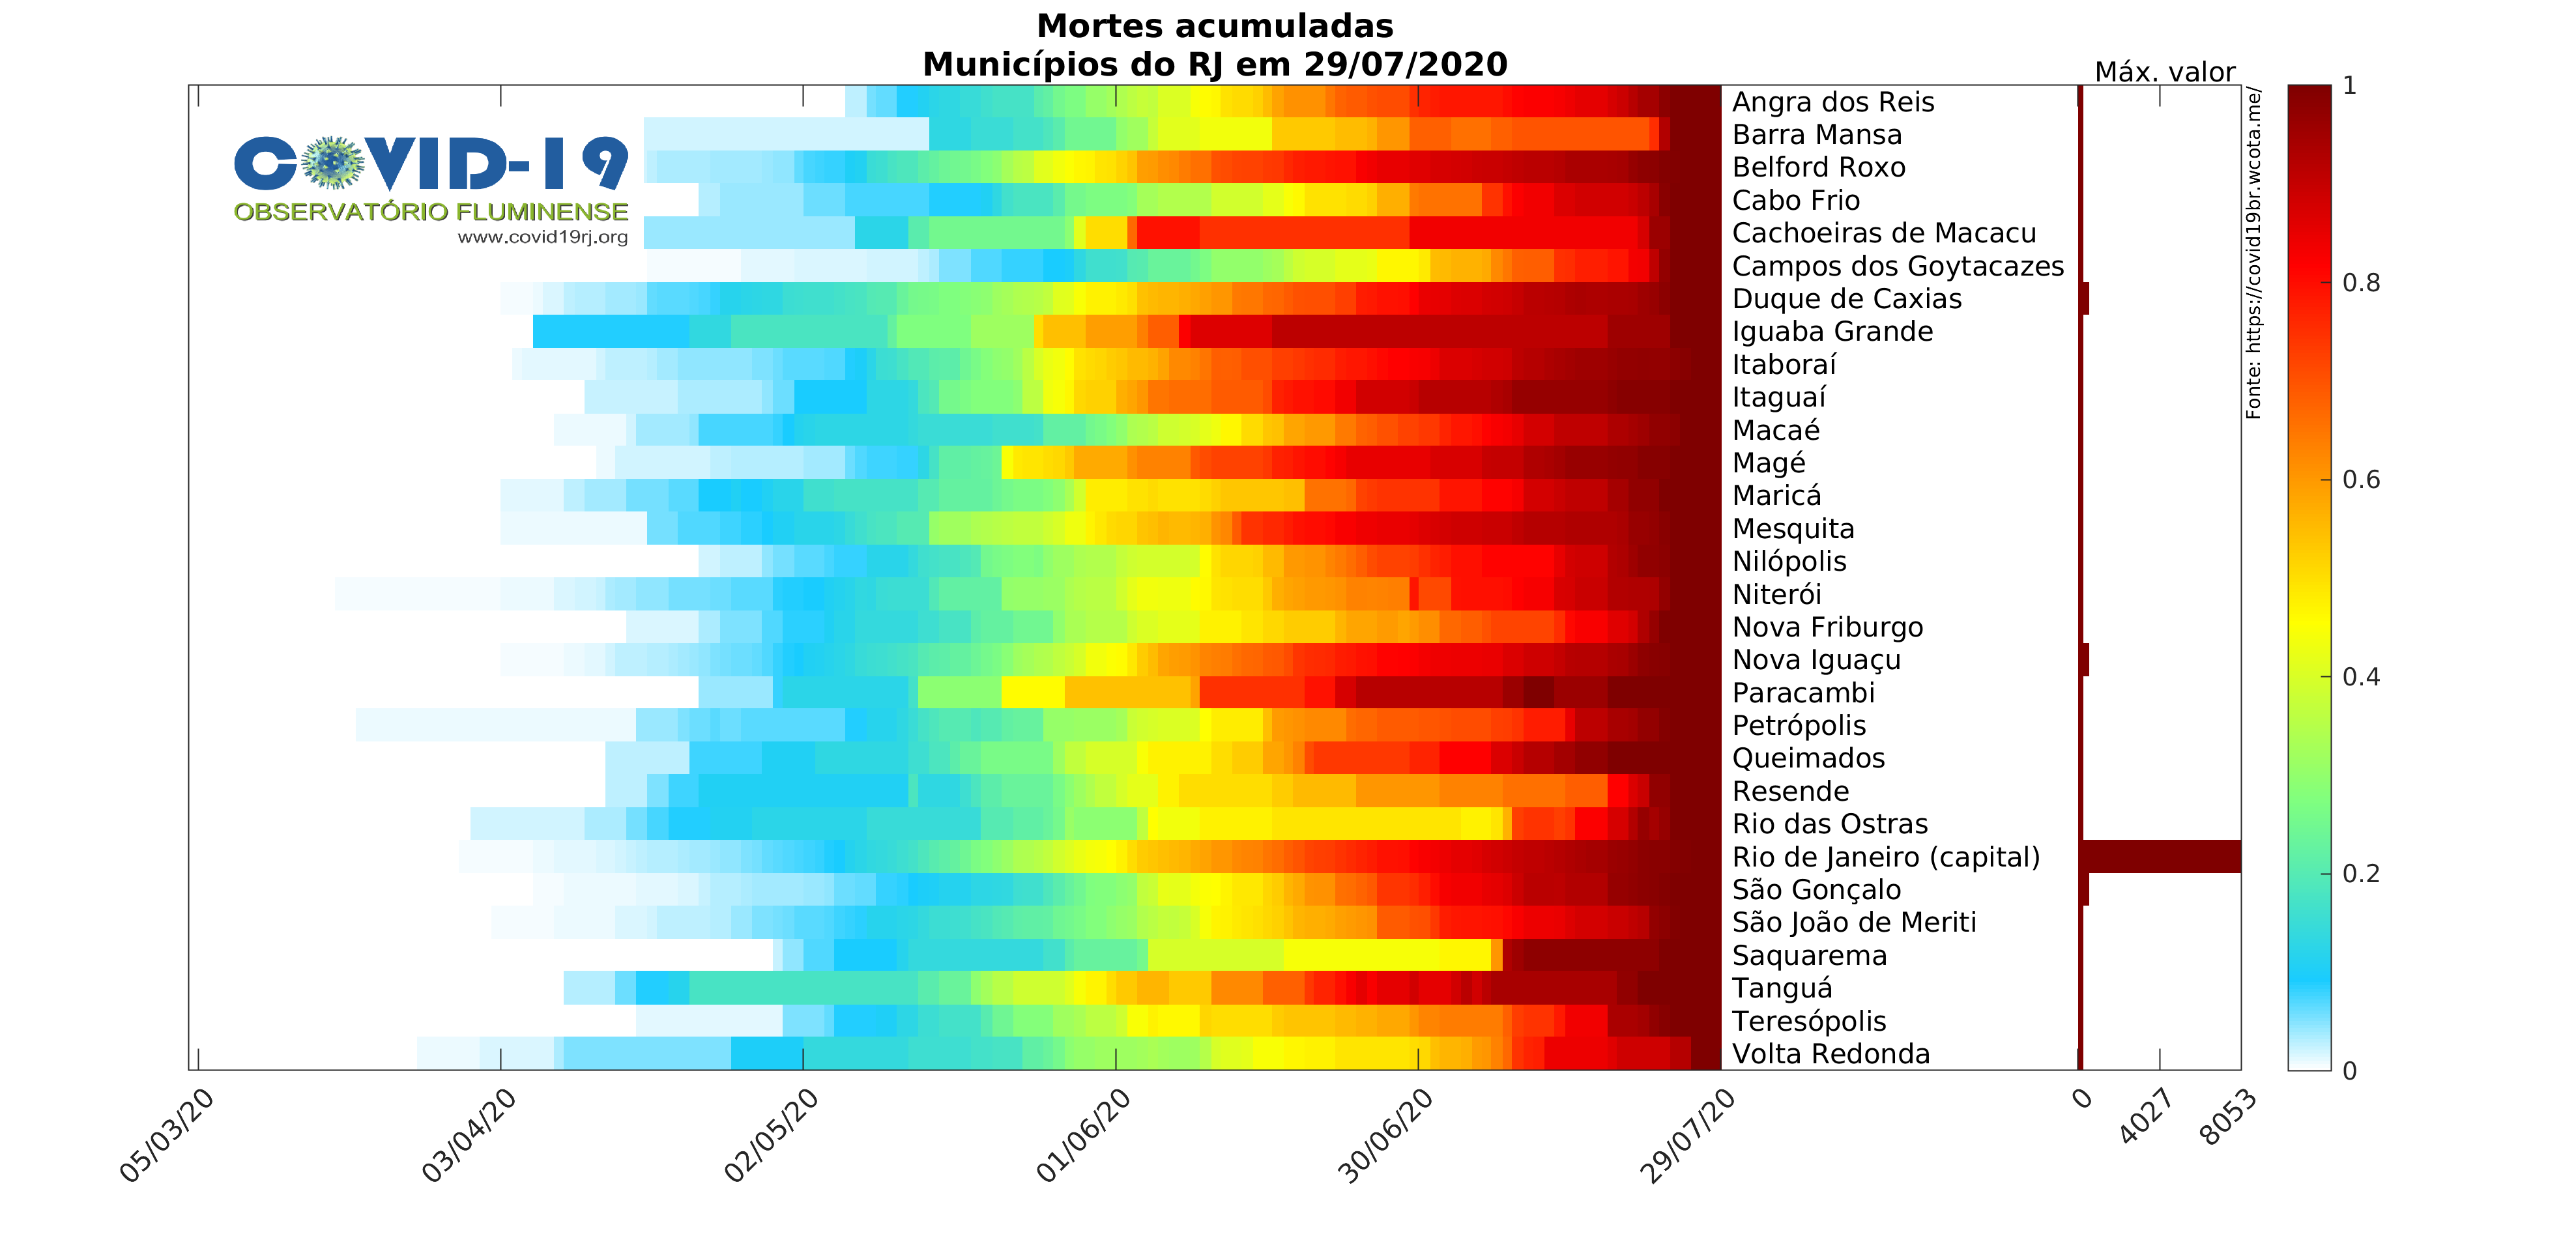 Mortes acumuladas
Municípios do RJ em 29/07/2020
Máx. valor
COVID-19
OBSERVATÓRIO FLUMINENSE
www.covid19rj.org
Angra dos Reis
Barra Mansa
Belford Roxo
Cabo Frio
Cachoeiras de Macacu
Campos dos Goytacazes
Duque de Caxias
Iguaba Grande
Itaboraí
Itaguaí
Macaé
Magé
Maricá
Mesquita
Nilópolis
Niterói
Nova Friburgo
Nova Iguaçu
Paracambi
Petrópolis
Queimados
Resende
Rio das Ostras
Rio de Janeiro (capital)
São Gonçalo
São João de Meriti
Saquarema
Tanguá
Teresópolis
Volta Redonda
Fonte: https://covid19br.wcota.me/
1
0.8
0.6
0.4
0.2
0
05/03/20
03/04/20
02/05/20
01/06/20
30/06/20
29/07/20
0
4027
8053